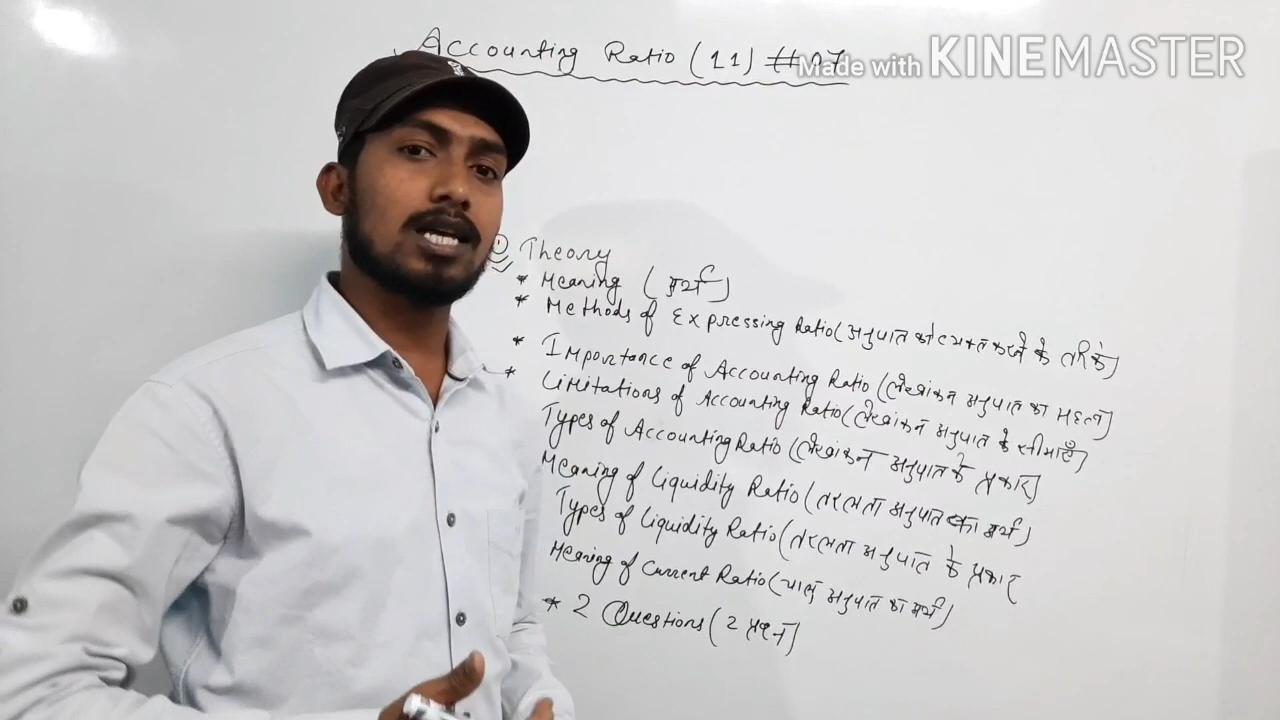 Accounting Ratio (11) # 07
Made with KINEMASTER
Theory
* Meaning (अर्थ)
* Methods of Expressing Ratio (अनुपात को व्यक्त करने के तरिके)
* Importance of Accounting Ratio (लेखांकन अनुपात का महत्व)
* Limitations of Accounting Ratio (लेखांकन अनुपात के सीमाएँ)
Types of Accounting Ratio (लेखांकन अनुपात के प्रकार)
Meaning of Liquidity Ratio (तरलता अनुपात का अर्थ)
Types of Liquidity Ratio (तरलता अनुपात के प्रकार
Meaning of Current Ratio (चालु अनुपात का अर्थ)
* 2 Questions (2 प्रश्न)